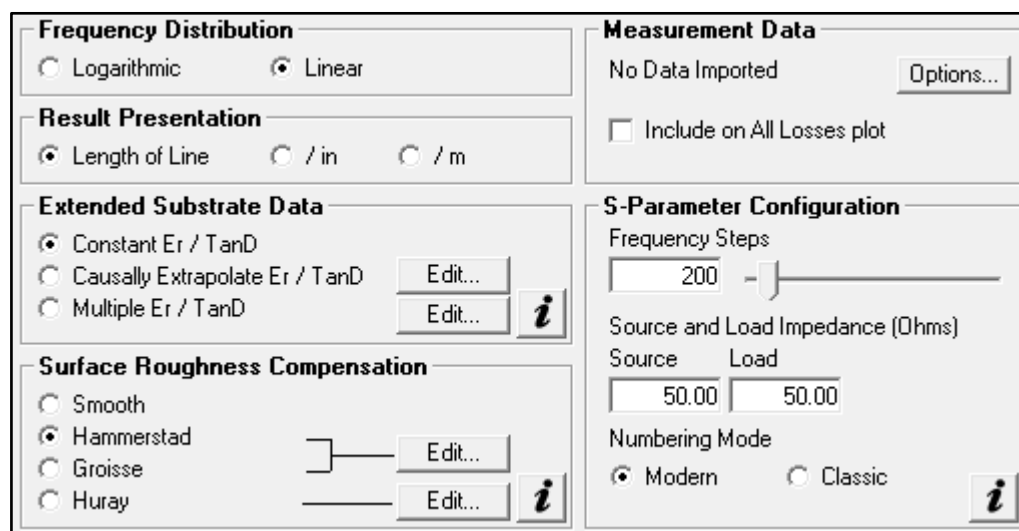 Frequency Distribution
Logarithmic Linear
Result Presentation
Length of Line / in / m
Extended Substrate Data
Constant Er / TanD
Causally Extrapolate Er / TanD Edit...
Multiple Er / TanD Edit...
i
Surface Roughness Compensation
Smooth
Hammerstad
Edit...
Groisse
Huray Edit...
i
Measurement Data
No Data Imported Options...
Include on All Losses plot
S-Parameter Configuration
Frequency Steps
200
Source and Load Impedance (Ohms)
Source Load
50.00 50.00
Numbering Mode
Modern Classic
i